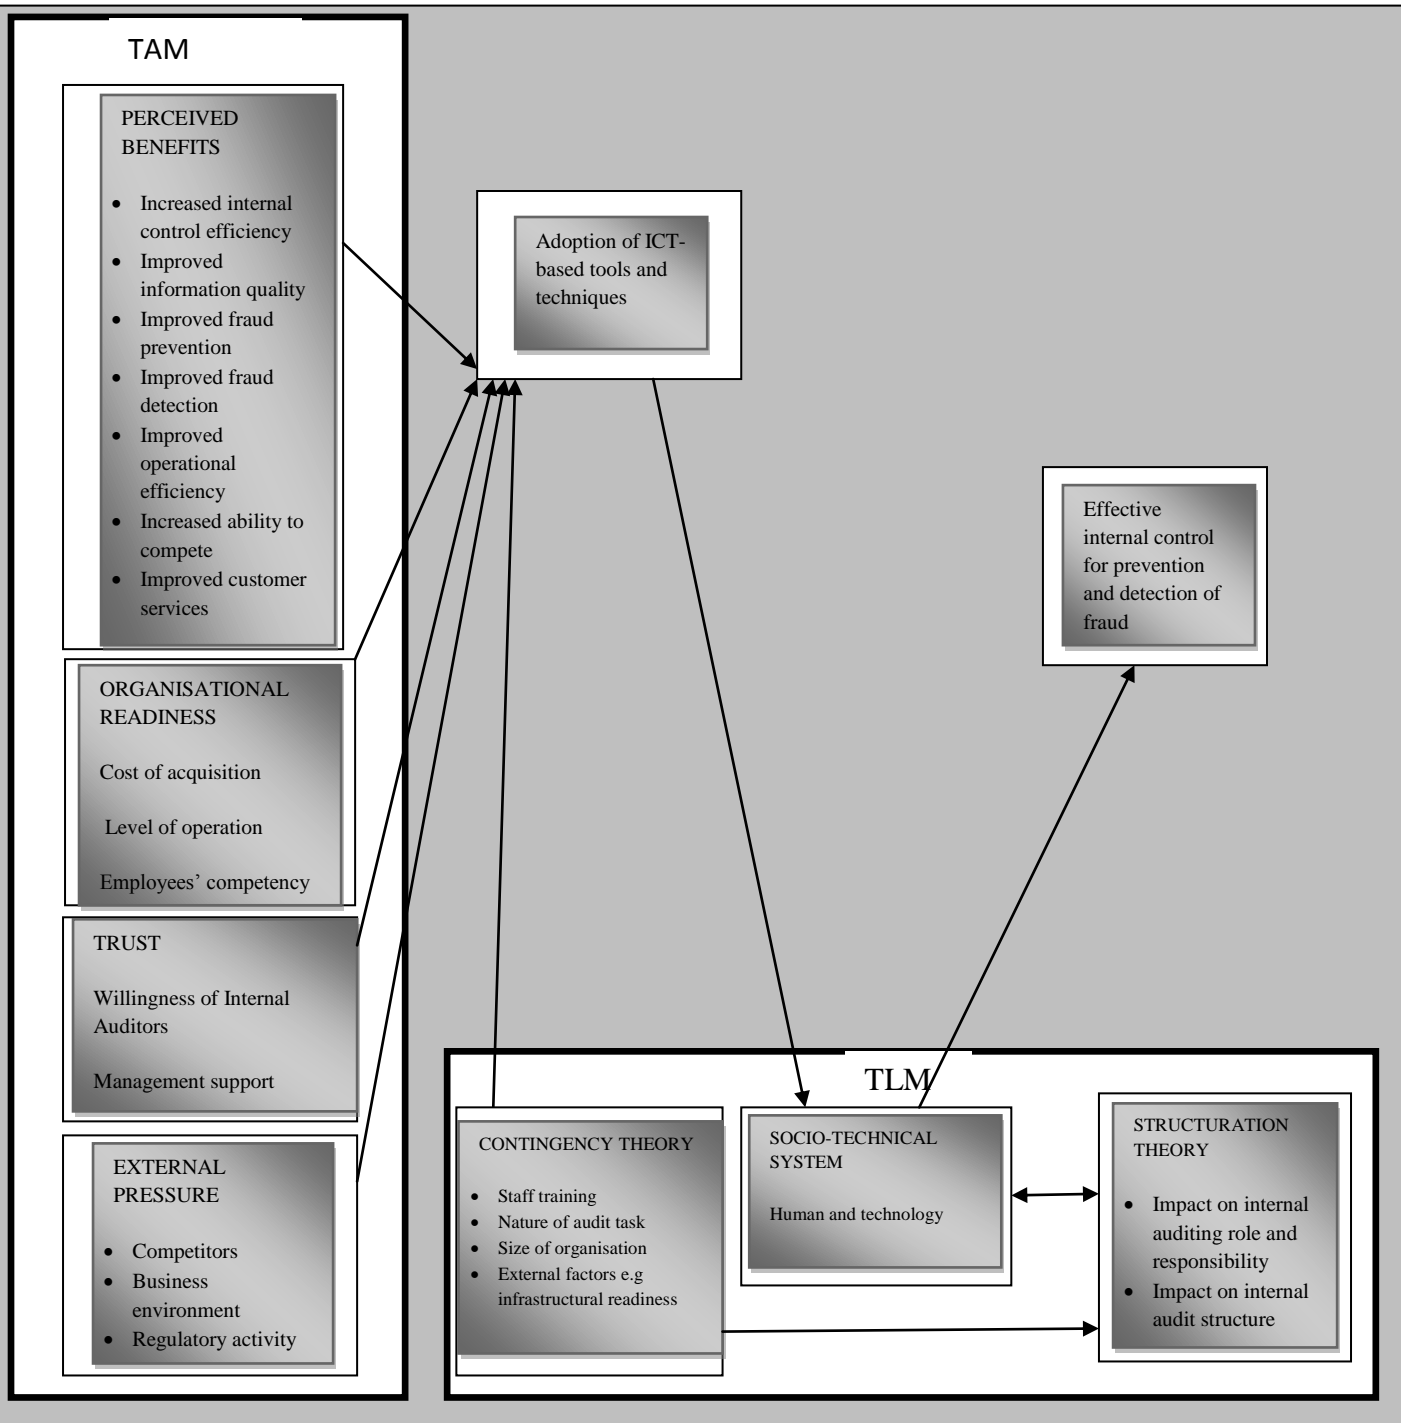 TAM
PERCEIVED
BENEFITS
• Increased internal
control efficiency
• Improved
information quality
• Improved fraud
prevention
• Improved fraud
detection
• Improved
operational
efficiency
• Increased ability to
compete
• Improved customer
services
ORGANISATIONAL
READINESS
Cost of acquisition
Level of operation
Employees’ competency
TRUST
Willingness of Internal
Auditors
Management support
EXTERNAL
PRESSURE
• Competitors
• Business
environment
• Regulatory activity
Adoption of ICT-
based tools and
techniques
Effective
internal control
for prevention
and detection of
fraud
TLM
CONTINGENCY THEORY
• Staff training
• Nature of audit task
• Size of organisation
• External factors e.g
infrastructural readiness
SOCIO-TECHNICAL
SYSTEM
Human and technology
STRUCTURATION
THEORY
• Impact on internal
auditing role and
responsibility
• Impact on internal
audit structure